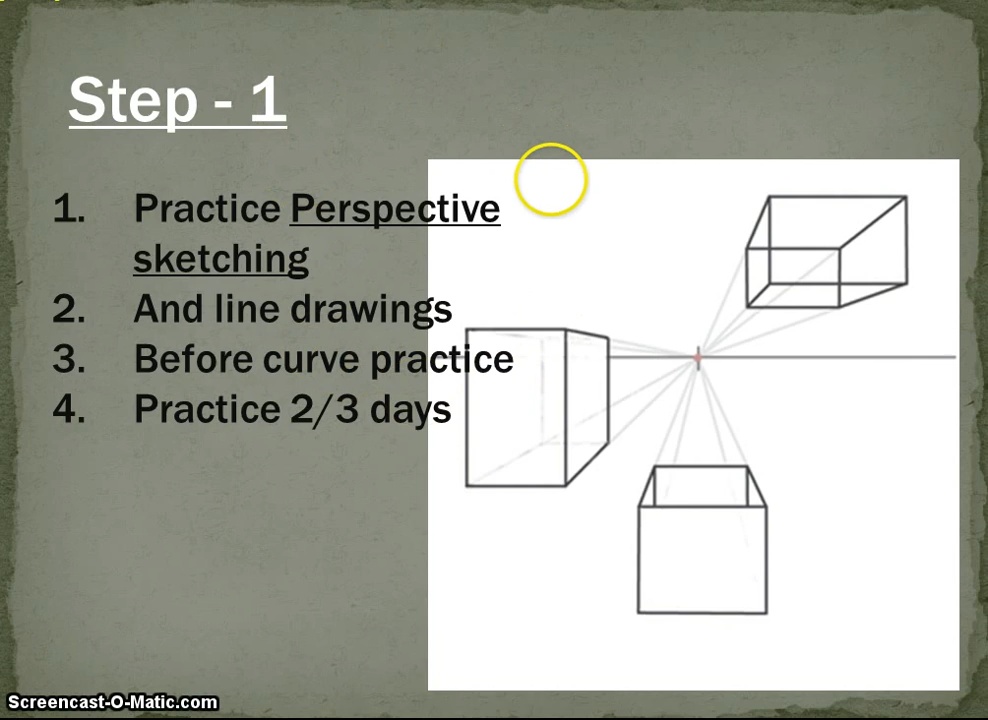 Step - 1
1. Practice Perspective
sketching
2. And line drawings
3. Before curve practice
4. Practice 2/3 days
Screencast-O-Matic.com